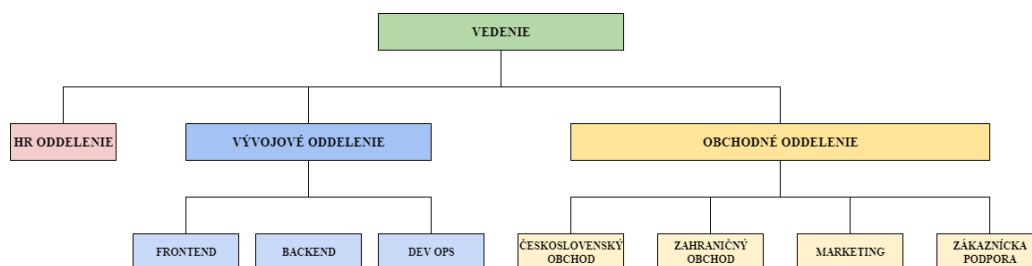 VEDENIE
HR ODDELENIE
VÝVOJOVÉ ODDELENIE
OBCHODNÉ ODDELENIE
FRONTEND
BACKEND
DEV OPS
ČESKOSLOVENSKÝ
OBCHOD
ZAHRANIČNÝ
OBCHOD
MARKETING
ZÁKAZNÍCKA
PODPORA